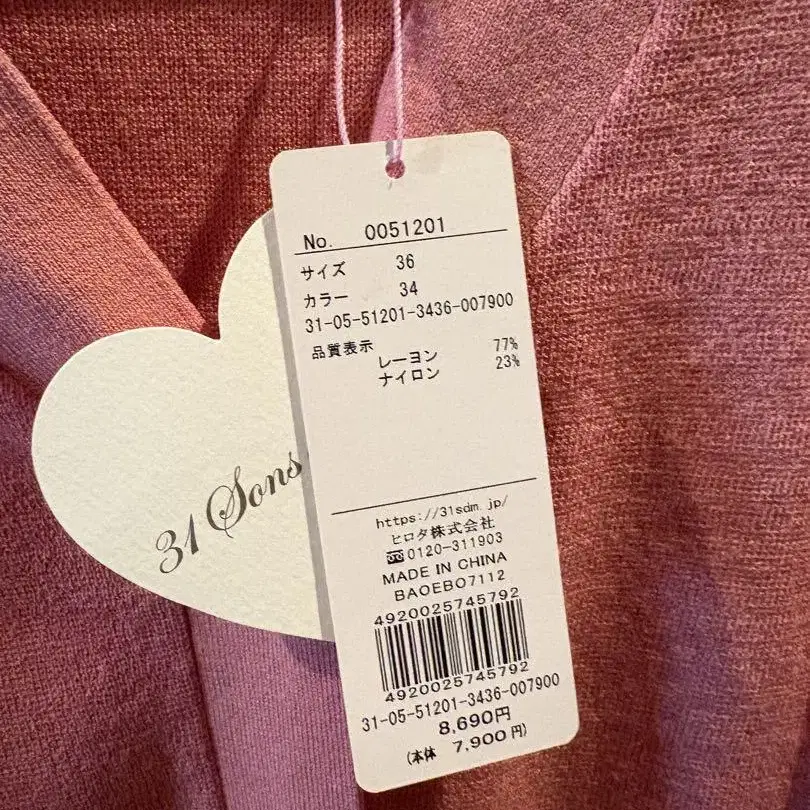 31 Sons
No. 0051201
サイズ 36
カラー 34
31-05-51201-3436-007900
品質表示
レーヨン 77%
ナイロン 23%
https://31sdm.jp/
ヒロタ株式会社
0120-311903
MADE IN CHINA
BAOEBO7112
4920025745792
4920025745792
31-05-51201-3436-007900
8,690円
(本体 7,900円)